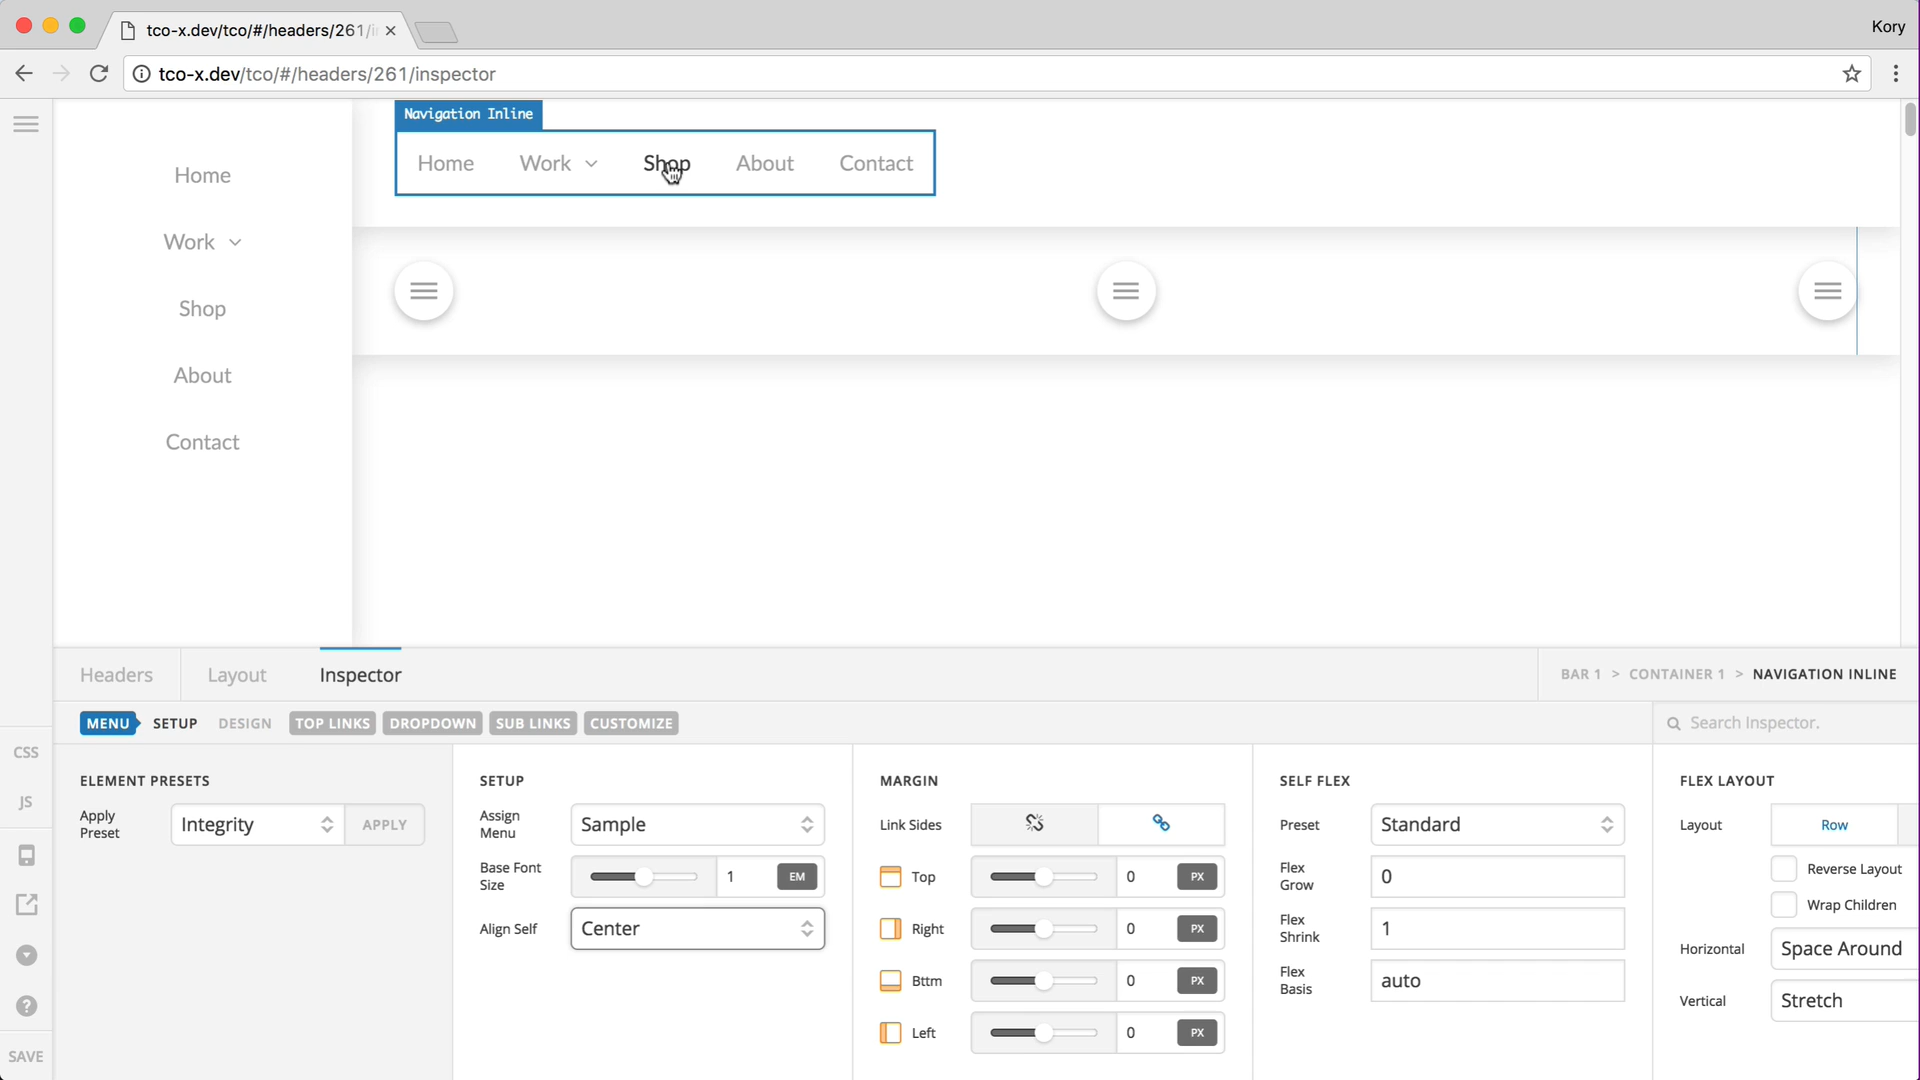 tco-x.dev/tco/#/headers/261/i
Kory
tco-x.dev/tco/#/headers/261/inspector
Navigation Inline
Home Work Shop About Contact
Home
Work
Shop
About
Contact
Headers Layout Inspector
BAR 1 > CONTAINER 1 > NAVIGATION INLINE
MENU SETUP DESIGN TOP LINKS DROPDOWN SUB LINKS CUSTOMIZE
Search Inspector.
CSS
JS
?
SAVE
ELEMENT PRESETS
Apply
Preset
Integrity
APPLY
SETUP
Assign
Menu
Sample
Base Font
Size
1
EM
Align Self
Center
MARGIN
Link Sides
Top
0
PX
Right
0
PX
Bttm
0
PX
Left
0
PX
SELF FLEX
Preset
Standard
Flex
Grow
0
Flex
Shrink
1
Flex
Basis
auto
FLEX LAYOUT
Layout
Row
Reverse Layout
Wrap Children
Horizontal
Space Around
Vertical
Stretch